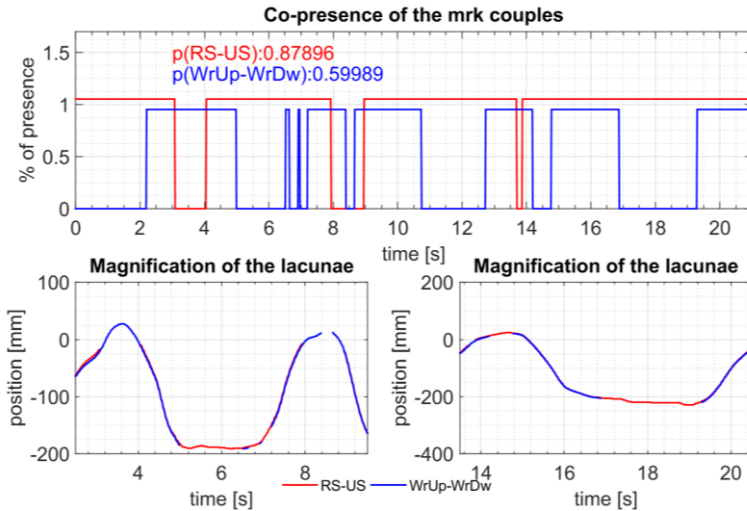 Co-presence of the mrk couples
p(RS-US):0.87896
p(WrUp-WrDw):0.59989
% of presence
1.5
1
0.5
0
0 2 4 6 8 10 12 14 16 18 20
time [s]
Magnification of the lacunae
position [mm]
100
0
-100
-200
4 6 8
time [s]
Magnification of the lacunae
position [mm]
200
0
-200
-400
14 16 18 20
time [s]
RS-US WrUp-WrDw